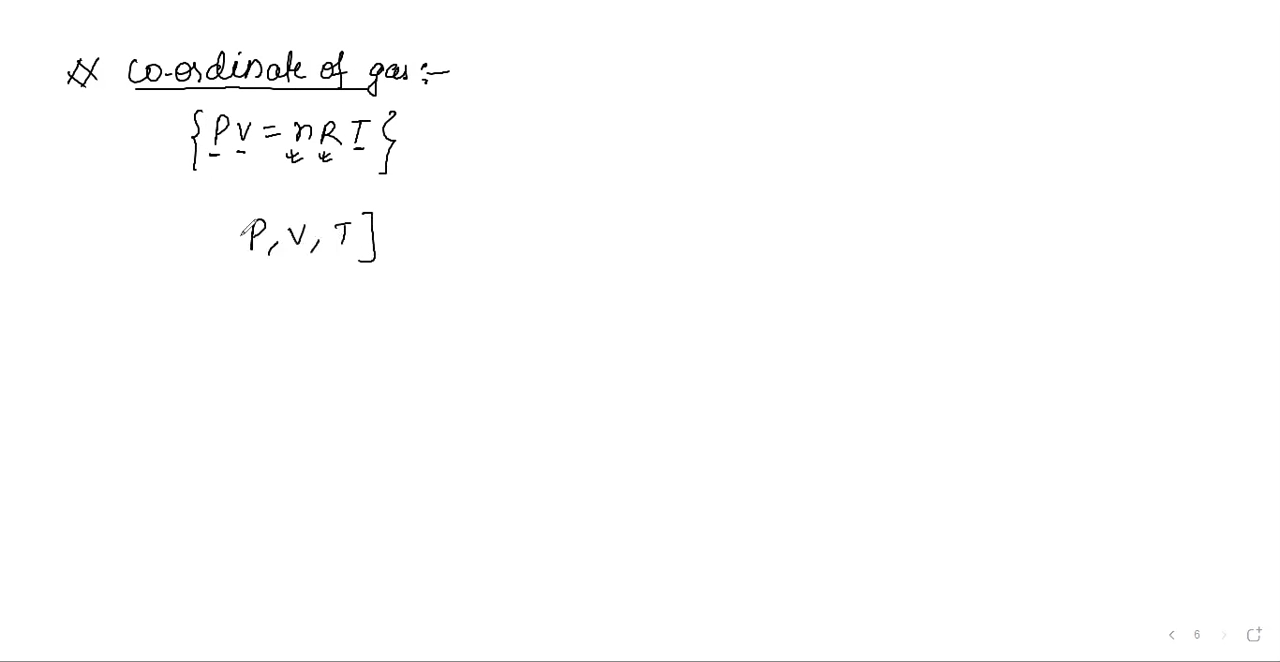 co-ordinate of gas :-
{PV = nRT}
P, V, T]
6